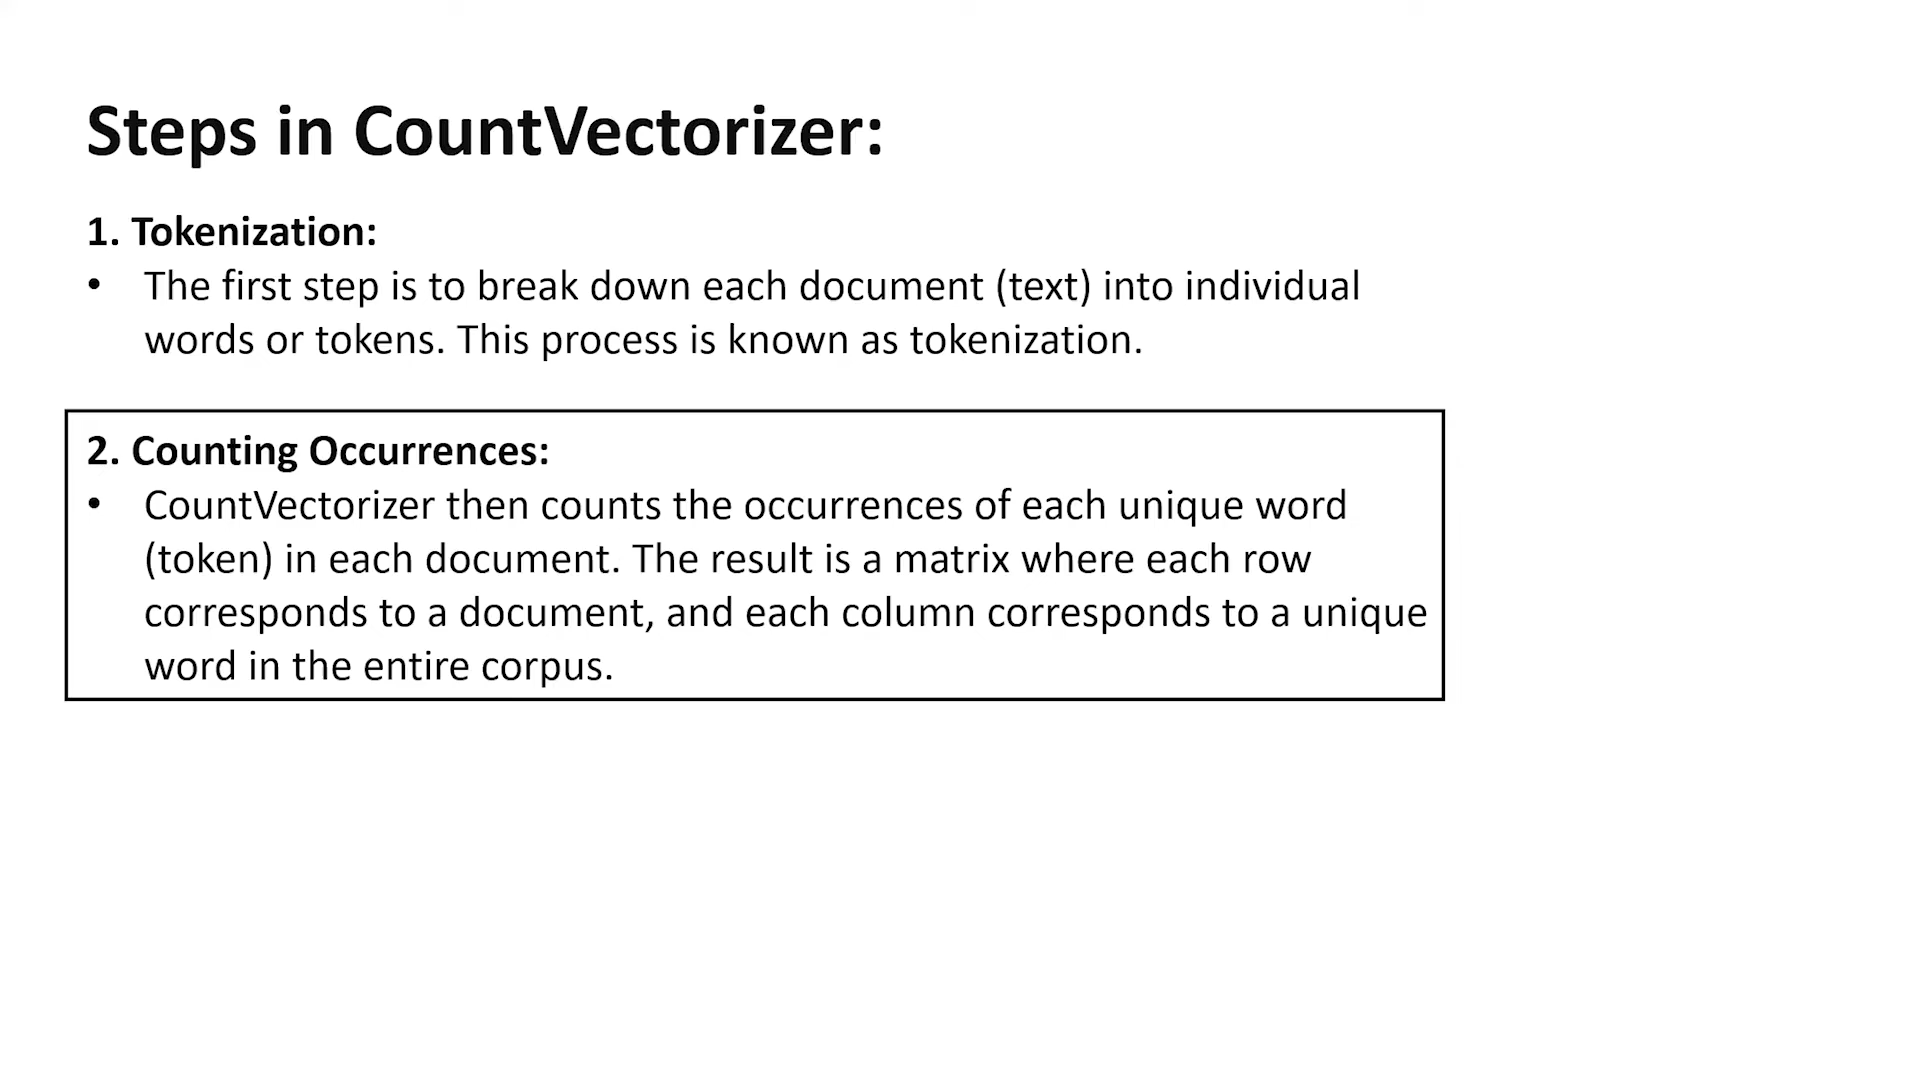 Steps in CountVectorizer:
1. Tokenization:
• The first step is to break down each document (text) into individual
words or tokens. This process is known as tokenization.
2. Counting Occurrences:
• CountVectorizer then counts the occurrences of each unique word
(token) in each document. The result is a matrix where each row
corresponds to a document, and each column corresponds to a unique
word in the entire corpus.